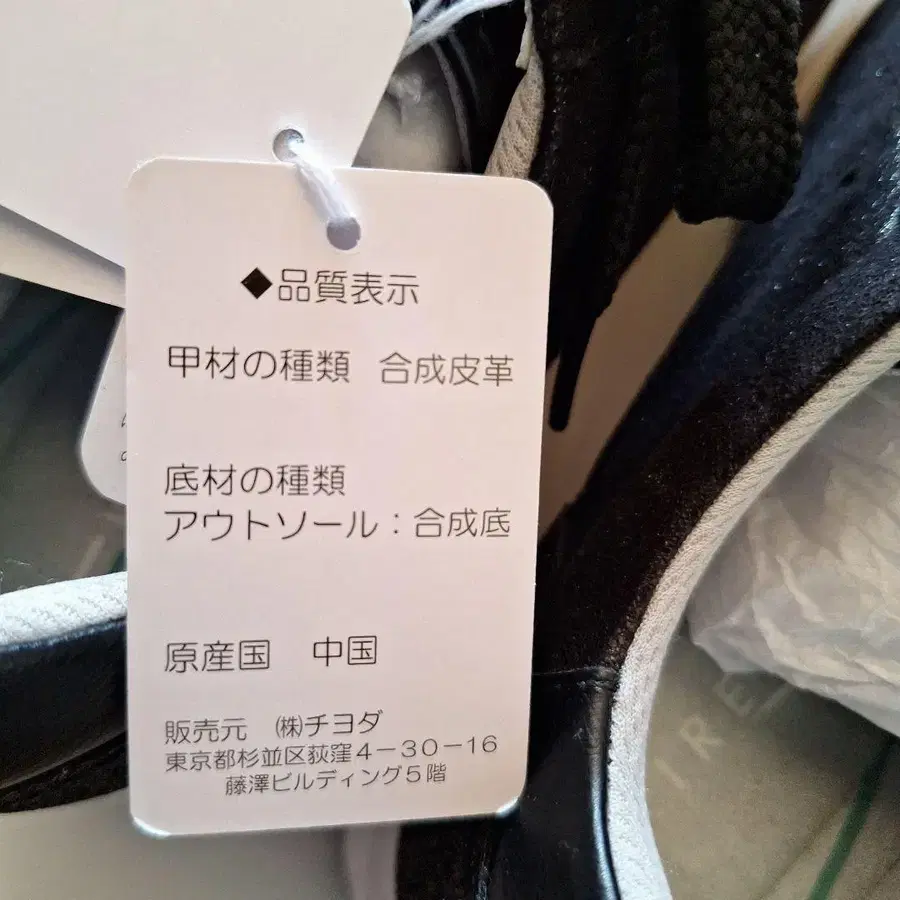 ◆品質表示
甲材の種類 合成皮革
底材の種類
アウトソール：合成底
原産国 中国
販売元 ㈱チヨダ
東京都杉並区荻窪4－30－16
藤澤ビルディング5階